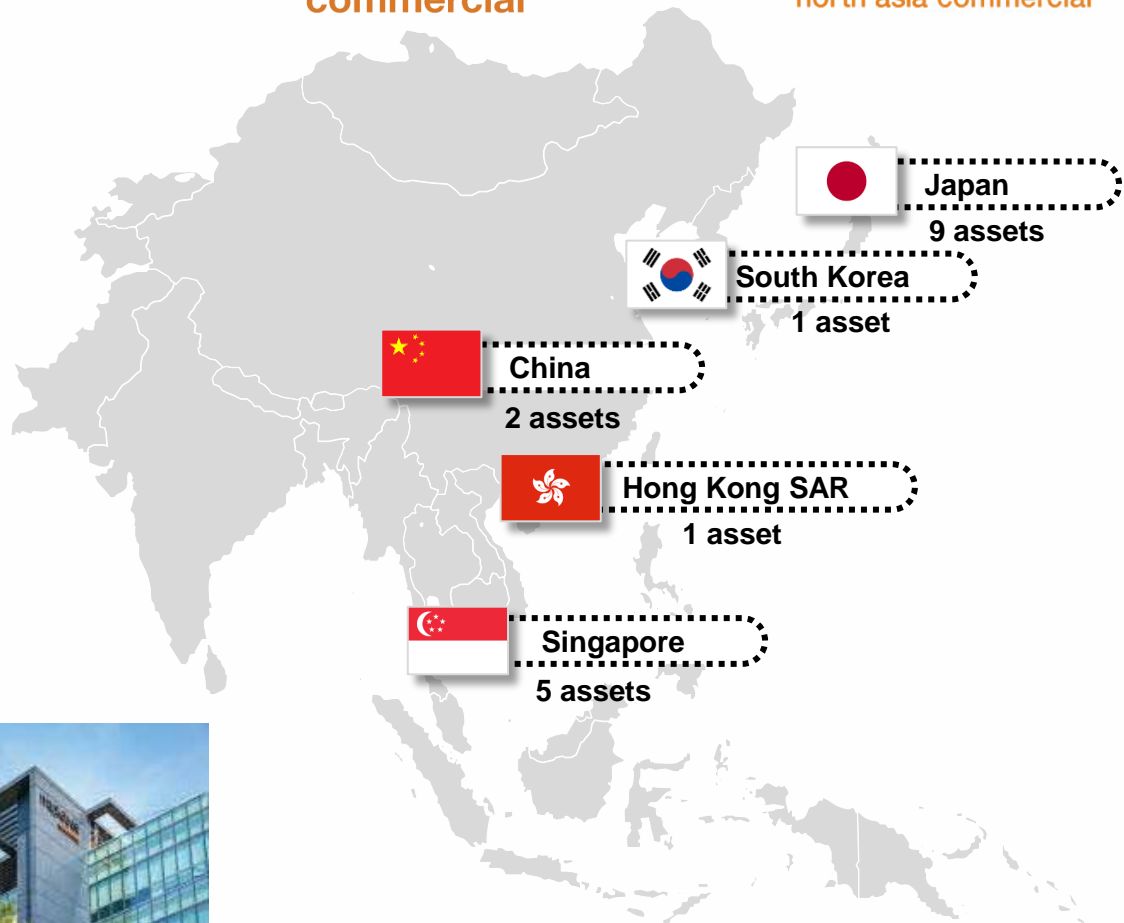 commercial
north asia commercial
Japan
9 assets
South Korea
1 asset
China
2 assets
Hong Kong SAR
1 asset
Singapore
5 assets